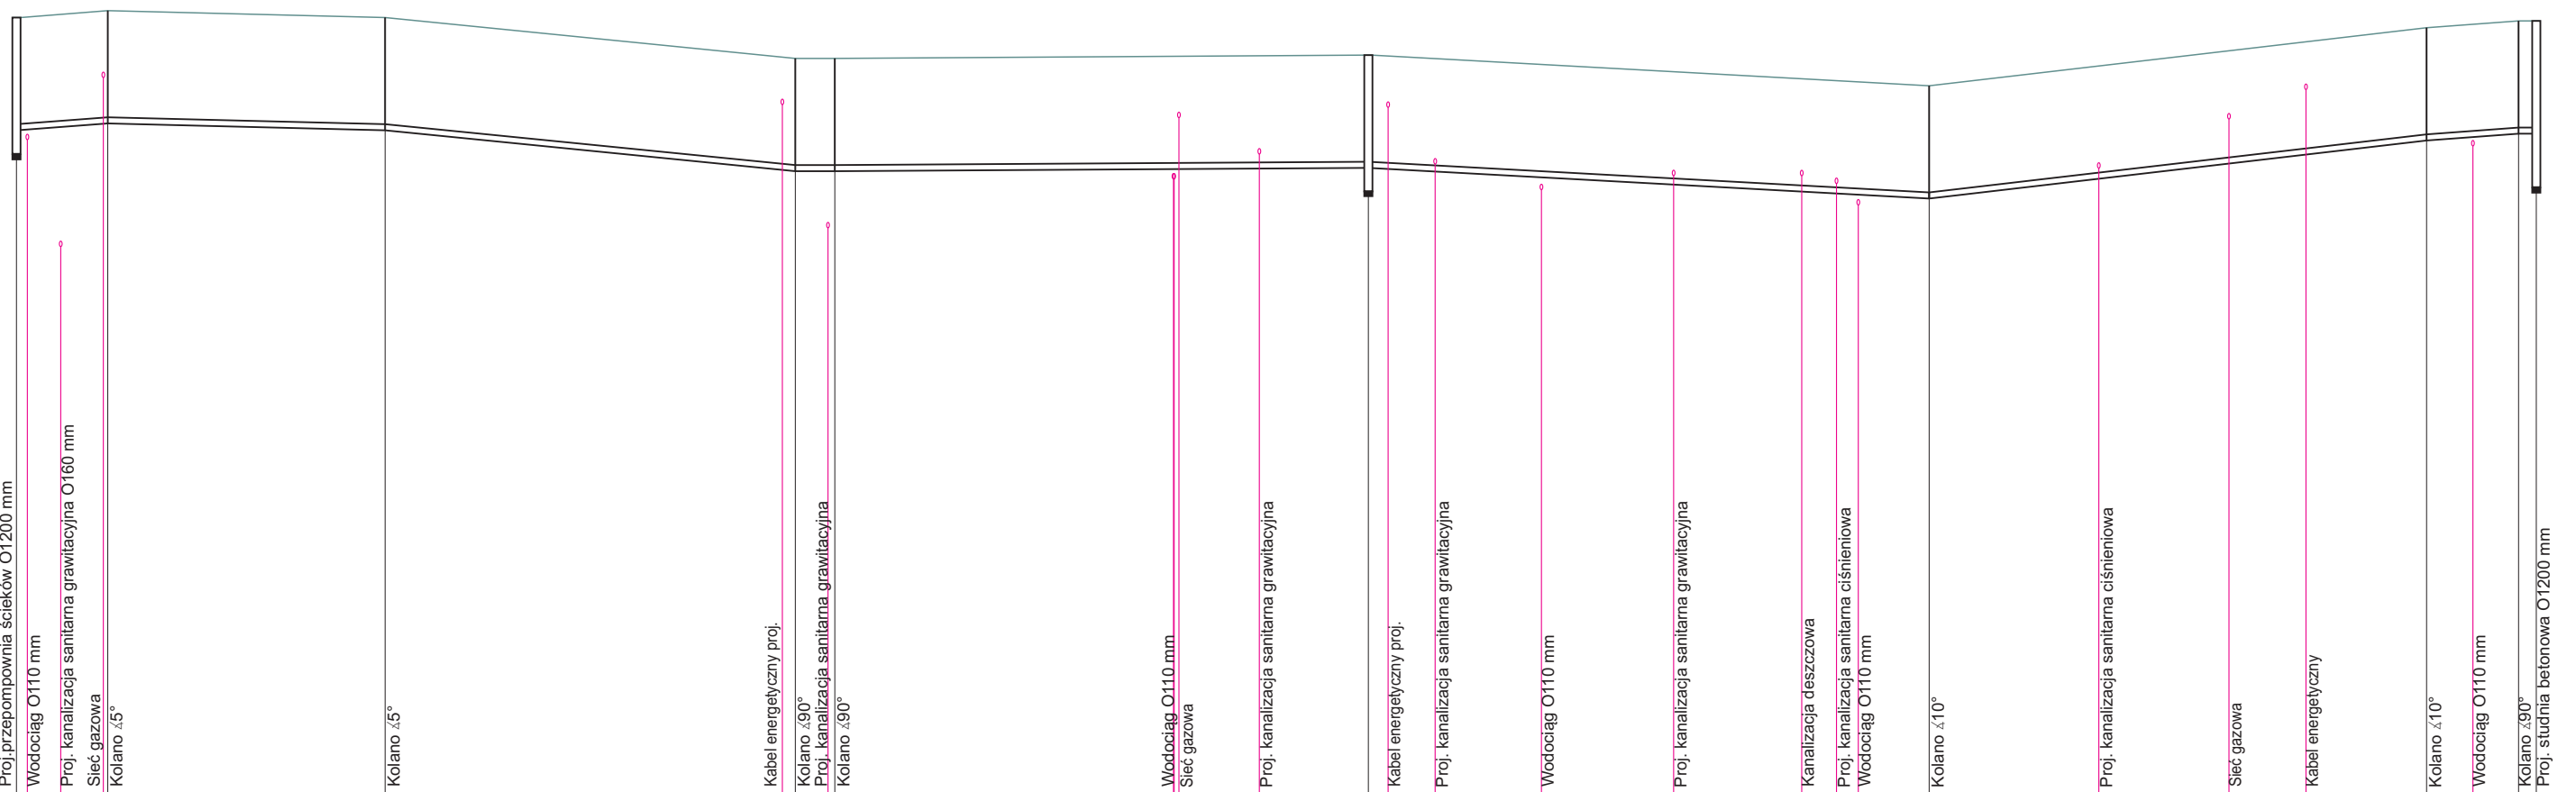 Proj.przepompownia ścieków O1200 mm
Wodociąg O110 mm
Proj. kanalizacja sanitarna grawitacyjna O160 mm
Sieć gazowa
Kolano ∡5°
Kolano ∡5°
Kabel energetyczny proj.
Kolano ∡90°
Proj. kanalizacja sanitarna grawitacyjna
Kolano ∡90°
Wodociąg O110 mm
Sieć gazowa
Proj. kanalizacja sanitarna grawitacyjna
Kabel energetyczny proj.
Proj. kanalizacja sanitarna grawitacyjna
Wodociąg O110 mm
Proj. kanalizacja sanitarna grawitacyjna
Kanalizacja deszczowa
Proj. kanalizacja sanitarna ciśnieniowa
Wodociąg O110 mm
Kolano ∡10°
Proj. kanalizacja sanitarna ciśnieniowa
Sieć gazowa
Kabel energetyczny
Kolano ∡10°
Wodociąg O110 mm
Kolano ∡90°
Proj. studnia betonowa O1200 mm